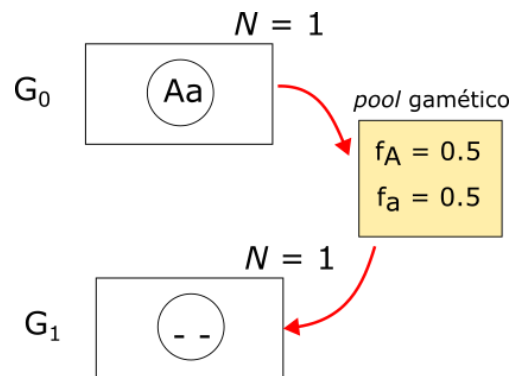 N = 1
G₀
Aa
pool gamético
fA = 0.5
fa = 0.5
N = 1
G₁
- -